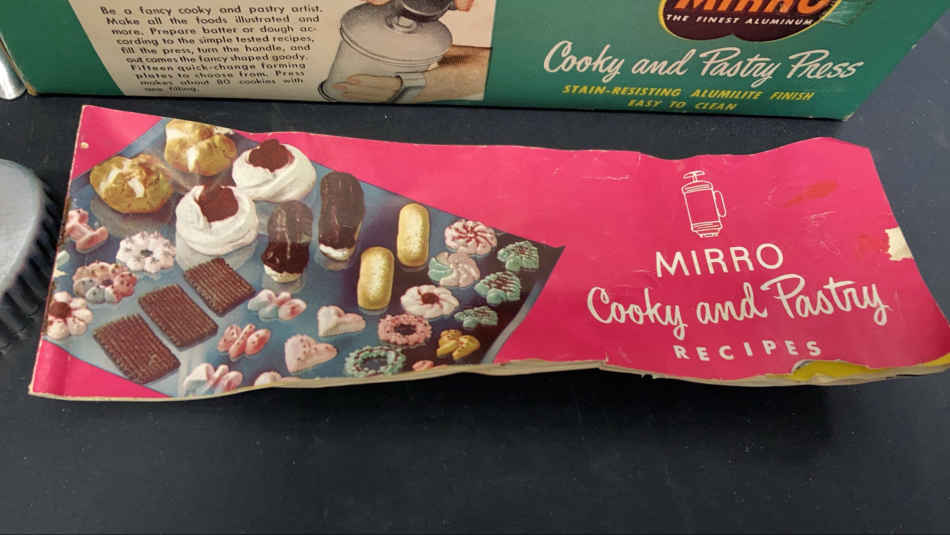 Be a fancy cooky and pastry artist.
Make all the foods illustrated and
more. Prepare batter or dough ac-
cording to the simple tested recipes,
fill the press, turn the handle, and
out comes the fancy shaped goody.
Fifteen quick-change forming
plates to choose from. Press
makes about 80 cookies with
one filling.
MIRRO
THE FINEST ALUMINUM
Cooky and Pastry Press
STAIN-RESISTING ALUMILITE FINISH
EASY TO CLEAN
MIRRO
Cooky and Pastry
RECIPES